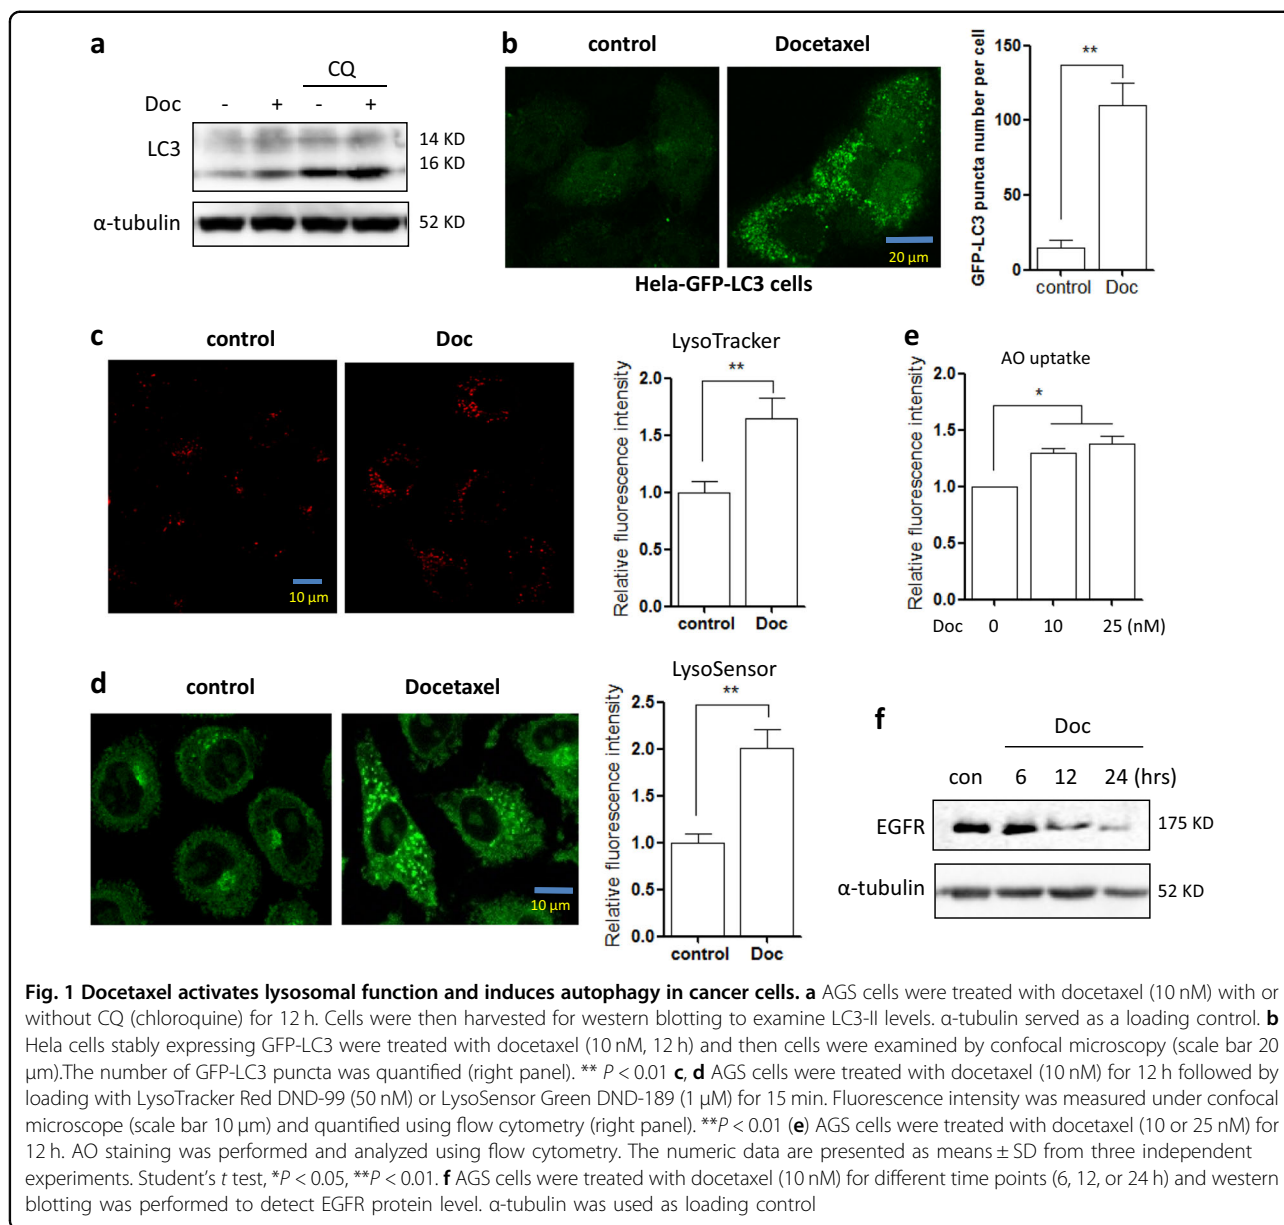 a
CQ
Doc - + - +
LC3
14 KD
16 KD
α-tubulin
52 KD
b
control Docetaxel
20 µm
Hela-GFP-LC3 cells
GFP-LC3 puncta number per cell
150
100
50
0
**
control Doc
c
control Doc
10 µm
LysoTracker
Relative fluorescence intensity
2.0
1.5
1.0
0.5
0.0
**
control Doc
e
AO uptatke
Relative fluorescence intensity
2.0
1.5
1.0
0.5
0.0
*
Doc 0 10 25 (nM)
d
control Docetaxel
10 µm
LysoSensor
Relative fluorescence intensity
2.5
2.0
1.5
1.0
0.5
0.0
**
control Doc
f
Doc
con 6 12 24 (hrs)
EGFR
175 KD
α-tubulin
52 KD
Fig. 1 Docetaxel activates lysosomal function and induces autophagy in cancer cells. a AGS cells were treated with docetaxel (10 nM) with or
without CQ (chloroquine) for 12 h. Cells were then harvested for western blotting to examine LC3-II levels. α-tubulin served as a loading control. b
Hela cells stably expressing GFP-LC3 were treated with docetaxel (10 nM, 12 h) and then cells were examined by confocal microscopy (scale bar 20
µm).The number of GFP-LC3 puncta was quantified (right panel). ** P < 0.01 c, d AGS cells were treated with docetaxel (10 nM) for 12 h followed by
loading with LysoTracker Red DND-99 (50 nM) or LysoSensor Green DND-189 (1 µM) for 15 min. Fluorescence intensity was measured under confocal
microscope (scale bar 10 µm) and quantified using flow cytometry (right panel). **P < 0.01 (e) AGS cells were treated with docetaxel (10 or 25 nM) for
12 h. AO staining was performed and analyzed using flow cytometry. The numeric data are presented as means ± SD from three independent
experiments. Student's t test, *P < 0.05, **P < 0.01. f AGS cells were treated with docetaxel (10 nM) for different time points (6, 12, or 24 h) and western
blotting was performed to detect EGFR protein level. α-tubulin was used as loading control